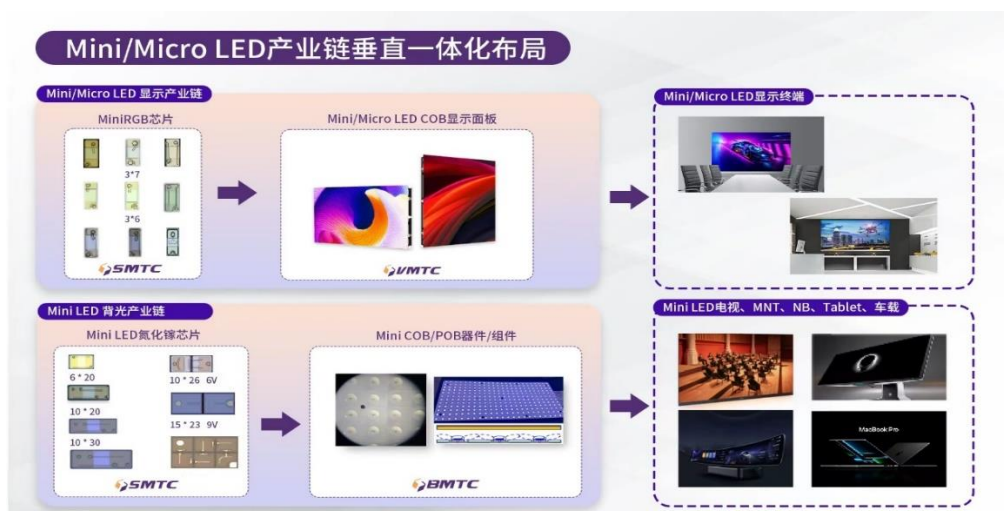 Mini/Micro LED产业链垂直一体化布局
Mini/Micro LED 显示产业链
MiniRGB芯片
3*7
3*6
SMTC
Mini/Micro LED COB显示面板
VMTC
Mini/Micro LED显示终端
Mini LED 背光产业链
Mini LED氮化镓芯片
6 * 20
10 * 26 6V
10 * 20
15 * 23 9V
10 * 30
SMTC
Mini COB/POB器件/组件
BMTC
Mini LED电视、MNT、NB、Tablet、车载
MacBook Pro